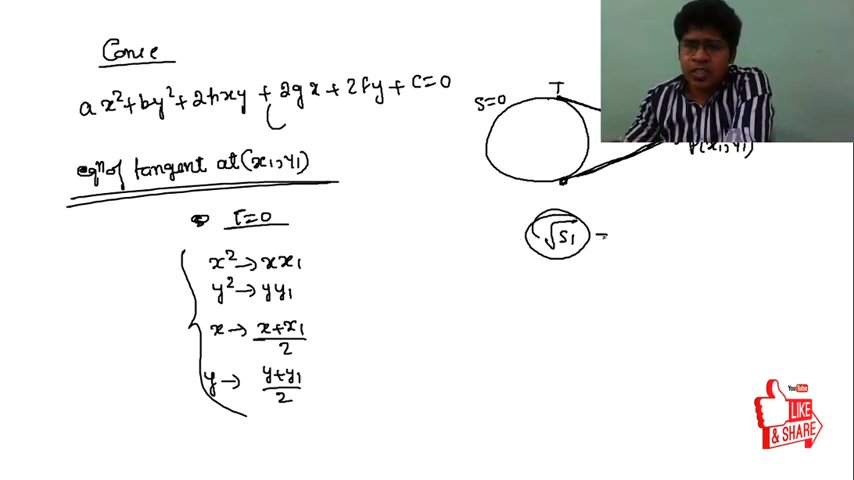 Conic
ax²+by²+2hxy+2gx+2fy+c=0
eqⁿ of tangent at (x₁,y₁)
T=0
x²→xx₁
y²→yy₁
x→ x+x₁/2
y→ y+y₁/2
S=0
T
P(x₁,y₁)
√S₁ -
YouTube
LIKE
& SHARE